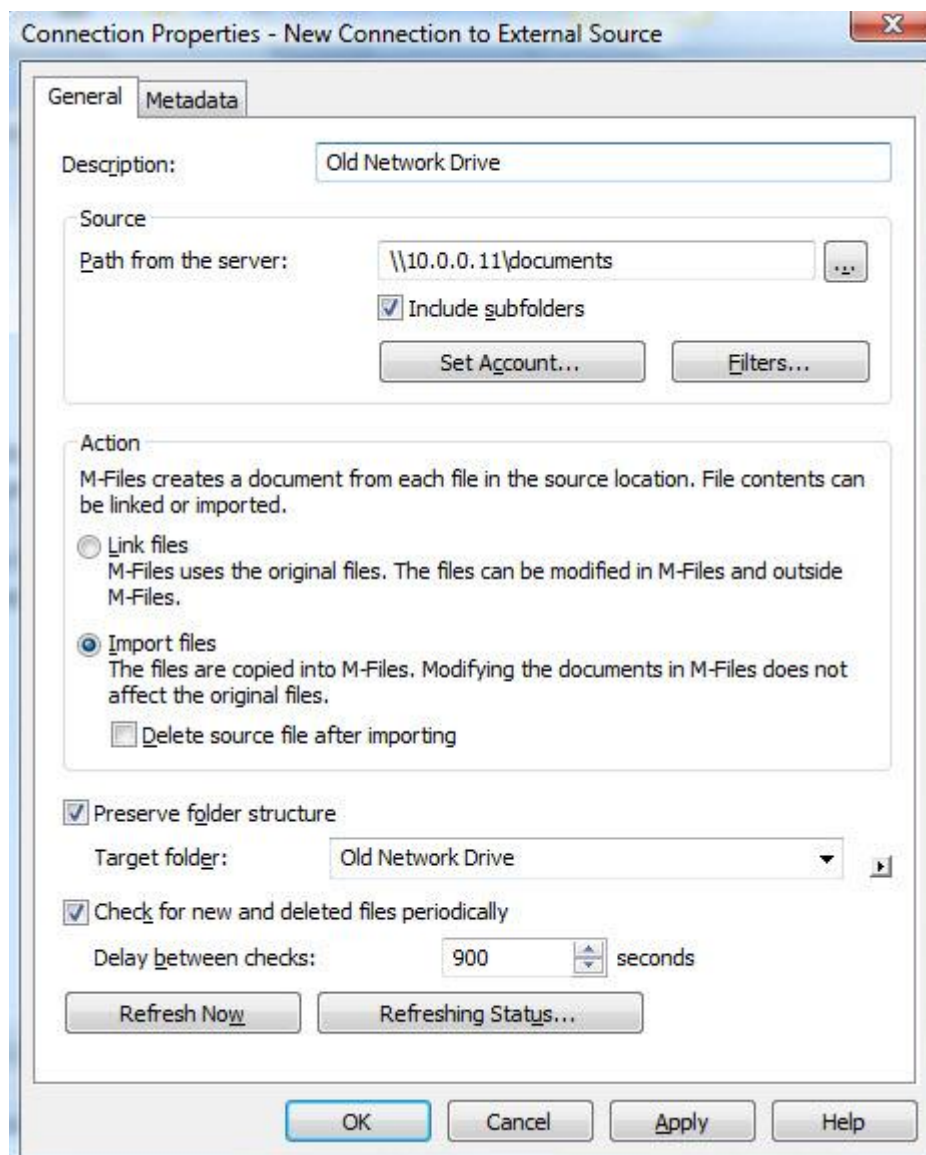 Connection Properties - New Connection to External Source
General
Metadata
Description:
Old Network Drive
Source
Path from the server:
\\10.0.0.11\documents
...
Include subfolders
Set Account...
Filters...
Action
M-Files creates a document from each file in the source location. File contents can
be linked or imported.
Link files
M-Files uses the original files. The files can be modified in M-Files and outside
M-Files.
Import files
The files are copied into M-Files. Modifying the documents in M-Files does not
affect the original files.
Delete source file after importing
Preserve folder structure
Target folder:
Old Network Drive
Check for new and deleted files periodically
Delay between checks:
900
seconds
Refresh Now
Refreshing Status...
OK
Cancel
Apply
Help